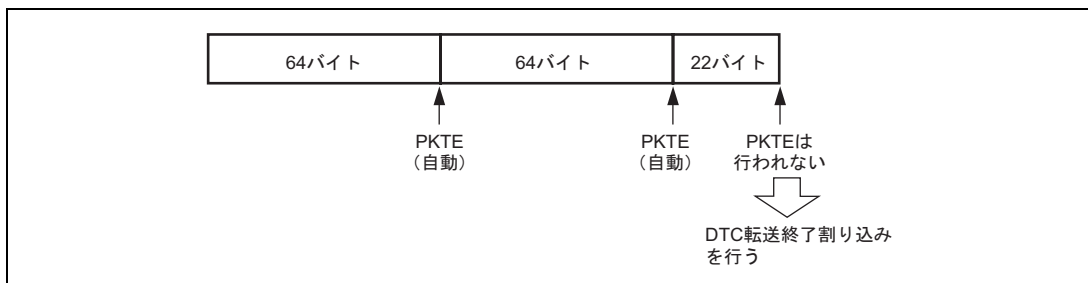 64バイト
64バイト
22バイト
PKTE
（自動）
PKTE
（自動）
PKTEは
行われない
DTC転送終了割り込み
を行う